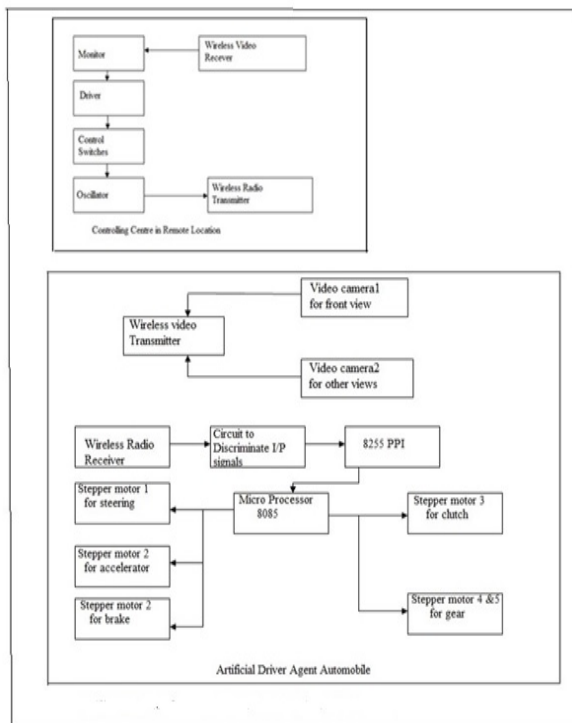 Monitor
Wireless Video
Recever
Driver
Control
Switches
Oscillator
Wireless Radio
Transmitter
Controlling Centre in Remote Location
Video camera1
for front view
Wireless video
Transmitter
Video camera2
for other views
Wireless Radio
Receiver
Circuit to
Discriminate I/P
signals
8255 PPI
Stepper motor 1
for steering
Micro Processor
8085
Stepper motor 3
for clutch
Stepper motor 2
for accelerator
Stepper motor 2
for brake
Stepper motor 4 &5
for gear
Artificial Driver Agent Automobile